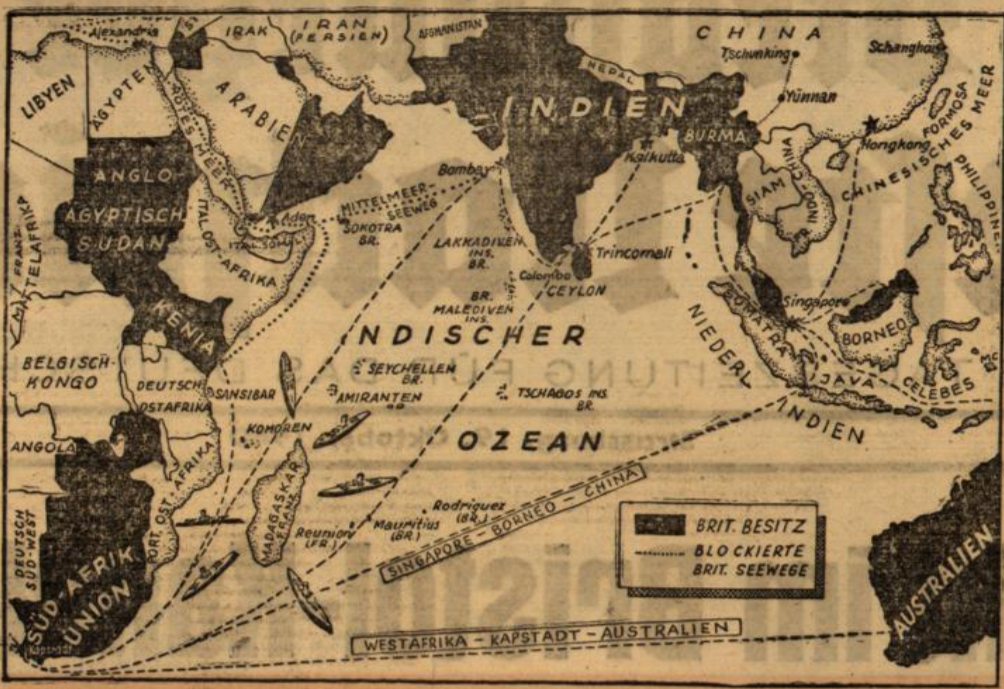 Alexandria
IRAK
IRAN
(PERSIEN)
AFGHANISTAN
CHINA
Tschunking
Schanghai
LIBYEN
ÄGYPTEN
ROTES MEER
ARABIEN
NEPAL
INDIEN
BURMA
Yünnan
FORMOSA
Hongkong
CHINESISCHES MEER
PHILIPPINE
Kalkutta
Bombay
SIAM
INDO-CHINA
FR.
ANGLO-
ÄGYPTISCH
SUDAN
ITAL. OST-AFRIKA
Aden
MITTELMEER-
SEEWEG
SOKOTRA
BR.
LAKKADIVEN
INS.
BR.
Trincomali
Colombo
CEYLON
BR.
MALEDIVEN
INS.
FRANZ.
TELAFRIKA
KENIA
NDISCHER
OZEAN
NIEDERL.
INDIEN
SUMATRA
Singapore
BORNEO
JAVA
CELEBES
BELGISCH-
KONGO
DEUTSCH
OSTAFRIKA
SANSIBAR
SEYCHELLEN
BR.
AMIRANTEN
TSCHAGOS INS.
BR.
KOMOREN
ANGOLA
PORT. OST-AFRIKA
MADAGASKAR
FRANZ.
Reunion
(FR.)
Mauritius
(BR.)
Rodriguez
(BR.)
SINGAPORE-BORNEO-CHINA
DEUTSCH
SÜD-WEST
SÜD-AFRIK
UNION
Kapstadt
WESTAFRIKA-KAPSTADT-AUSTRALIEN
AUSTRALIEN
BRIT. BESITZ
BLOCKIERTE
BRIT. SEEWEGE